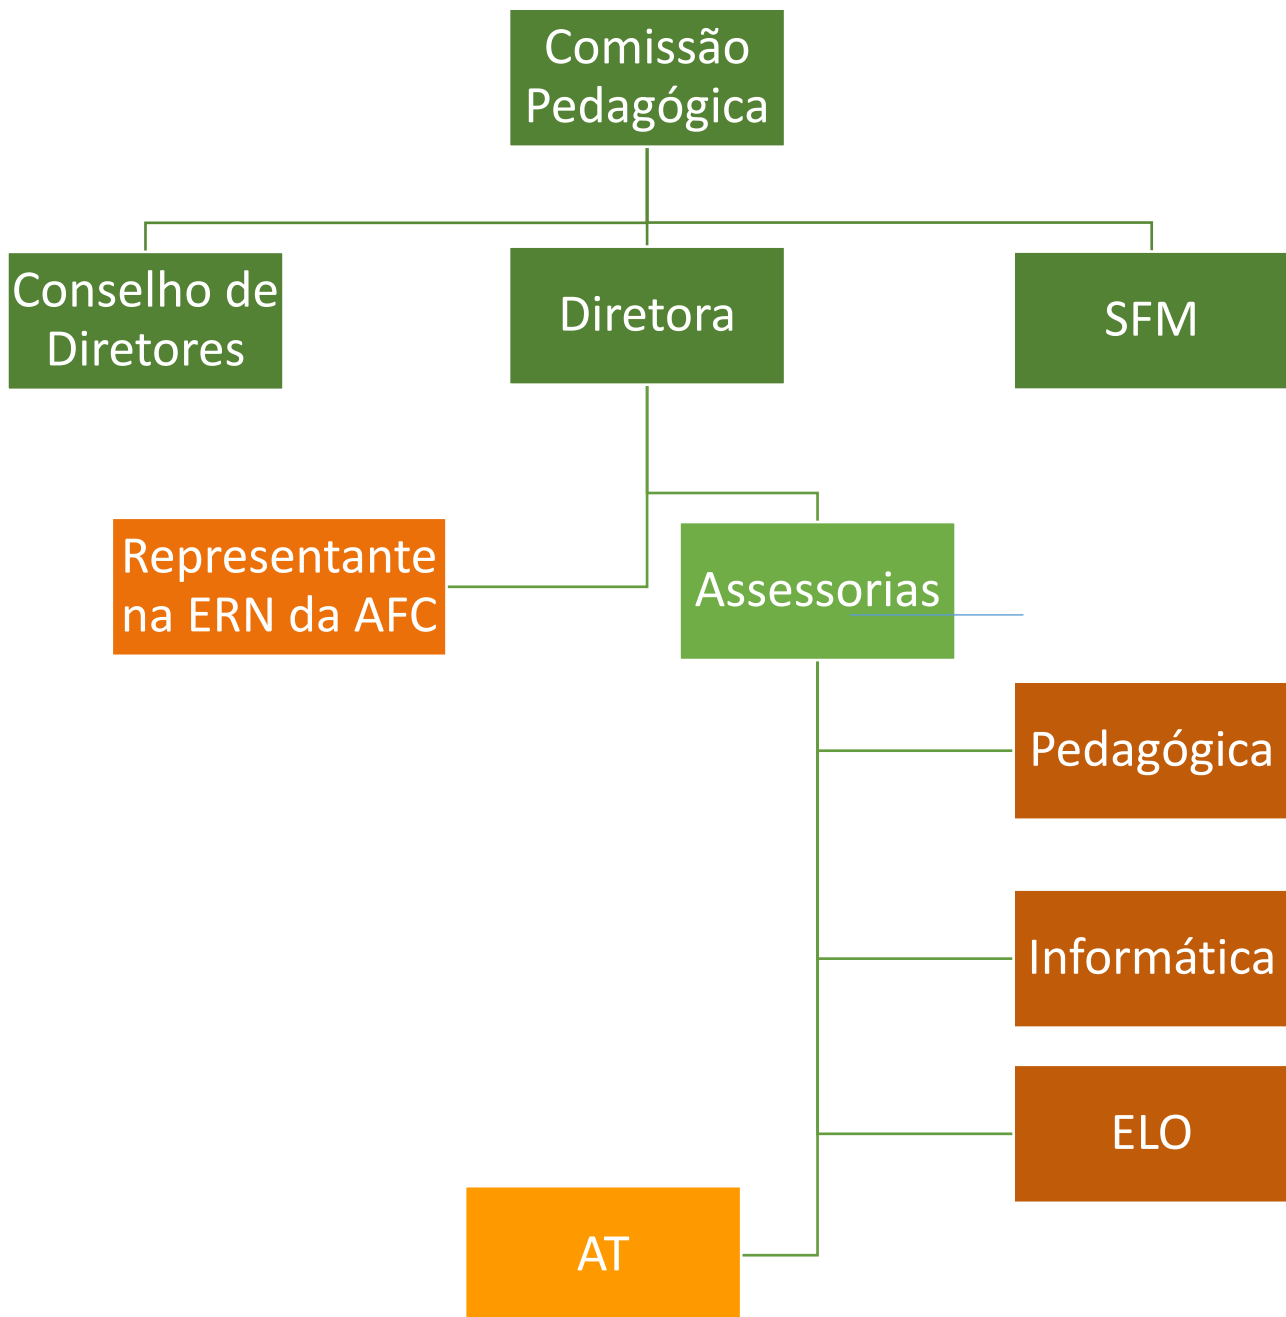 Comissão
Pedagógica
Conselho de
Diretores
Diretora
SFM
Representante
na ERN da AFC
Assessorias
Pedagógica
Informática
ELO
AT